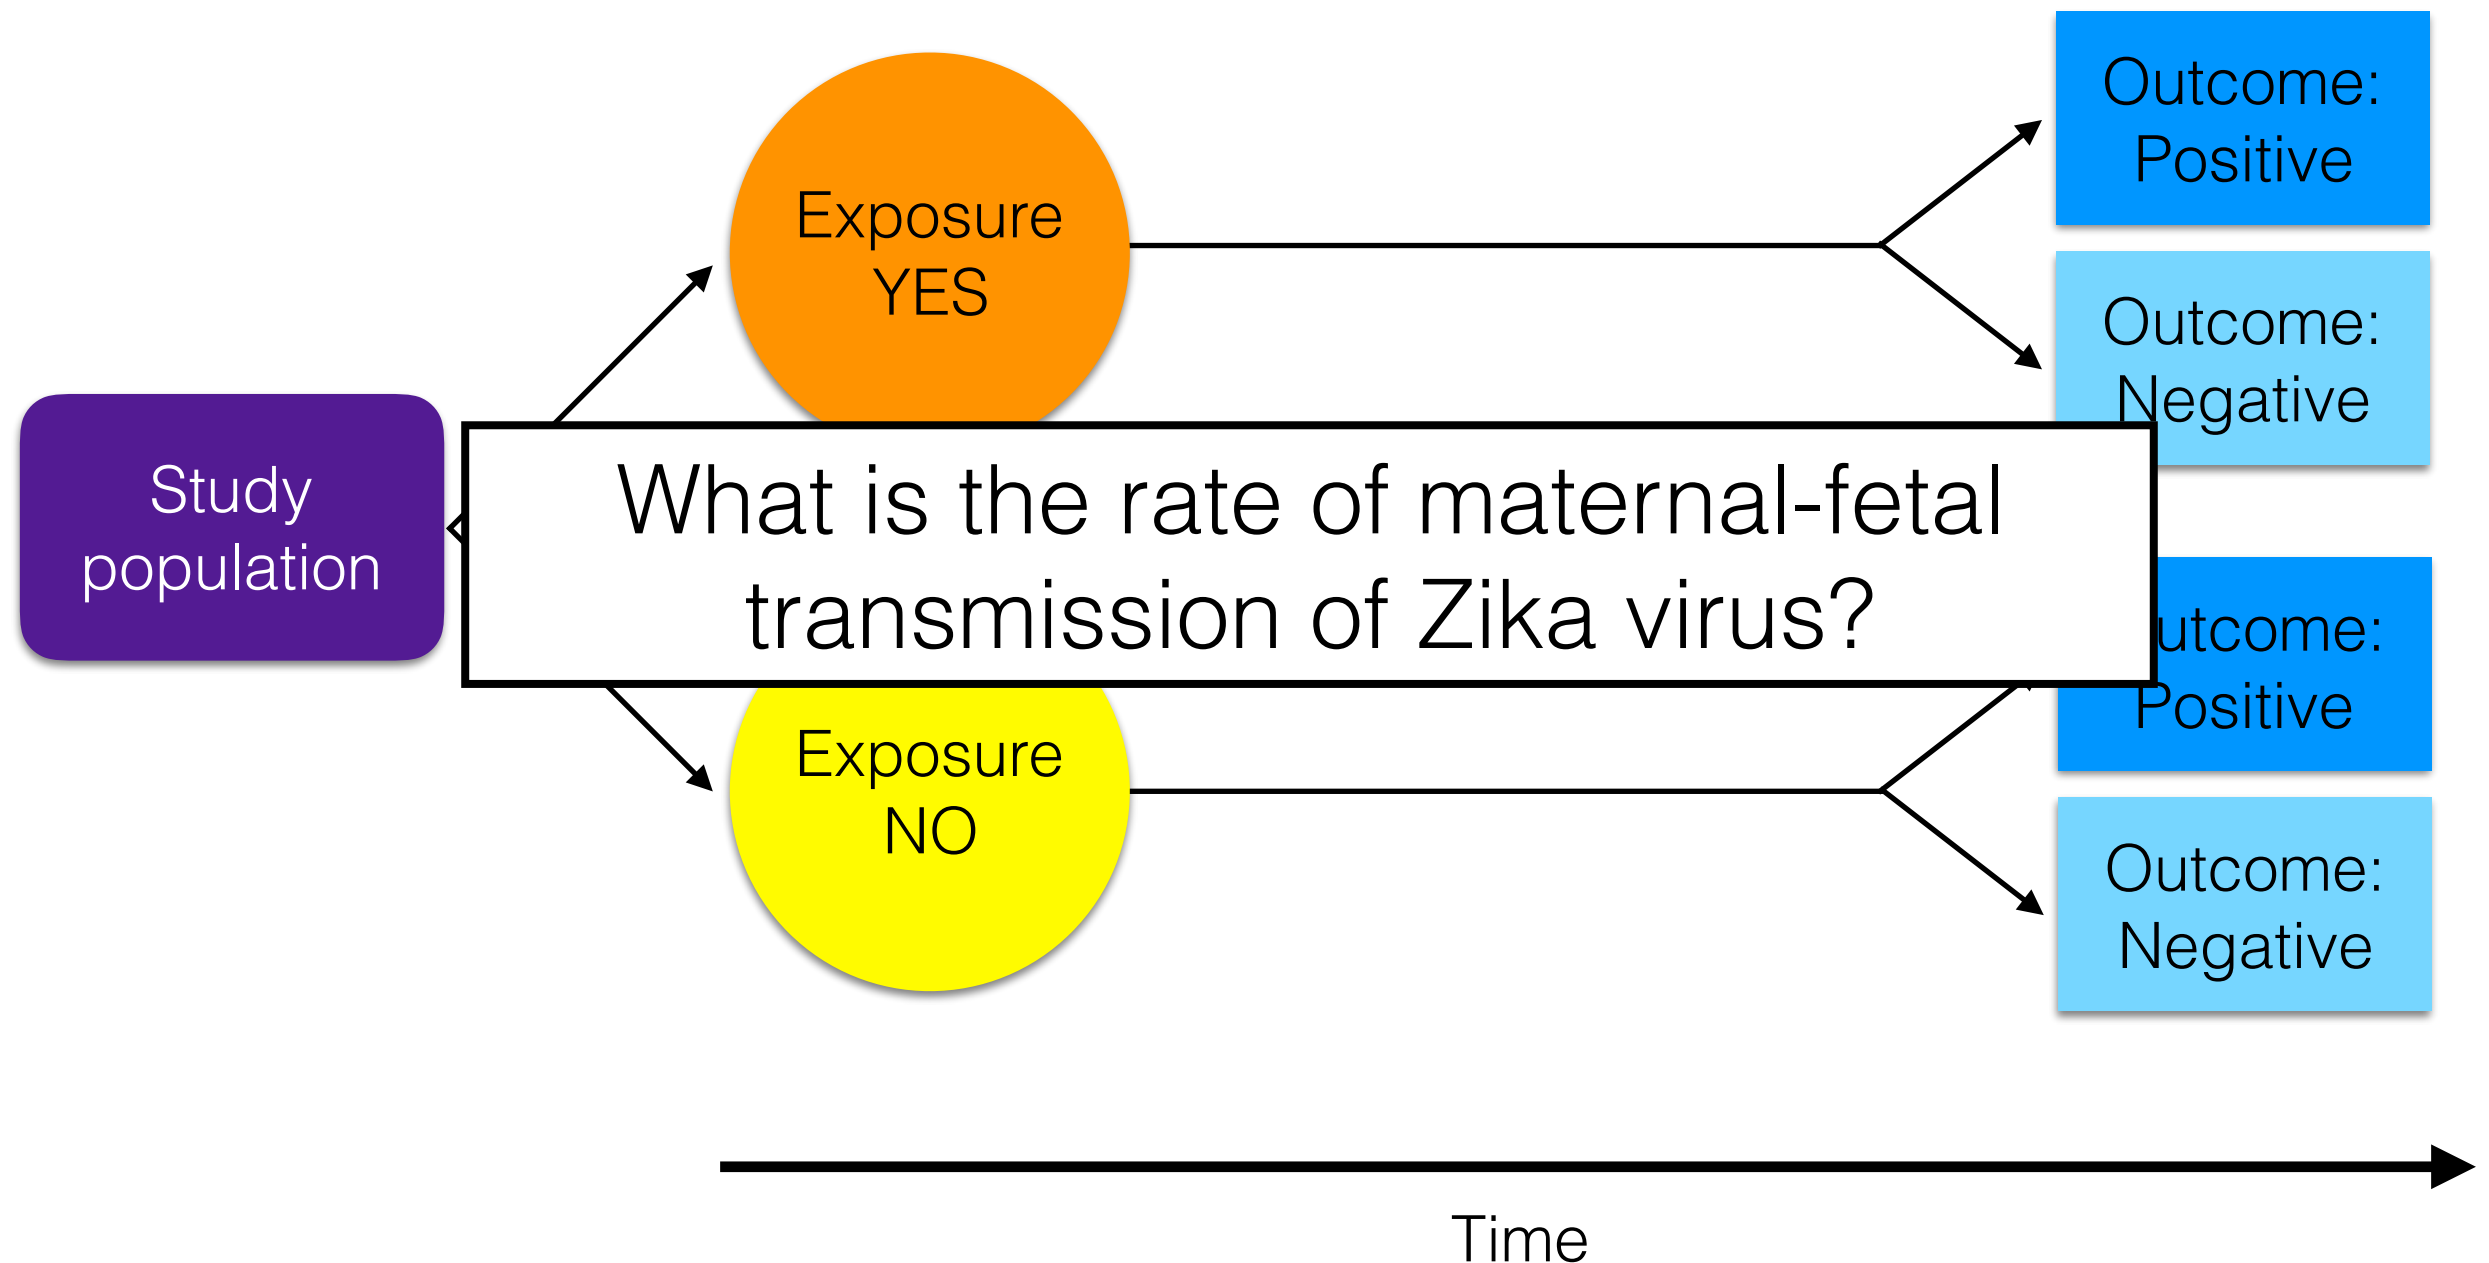 Study
population
Exposure
YES
Exposure
NO
What is the rate of maternal-fetal
transmission of Zika virus?
Outcome:
Positive
Outcome:
Negative
utcome:
Positive
Outcome:
Negative
Time